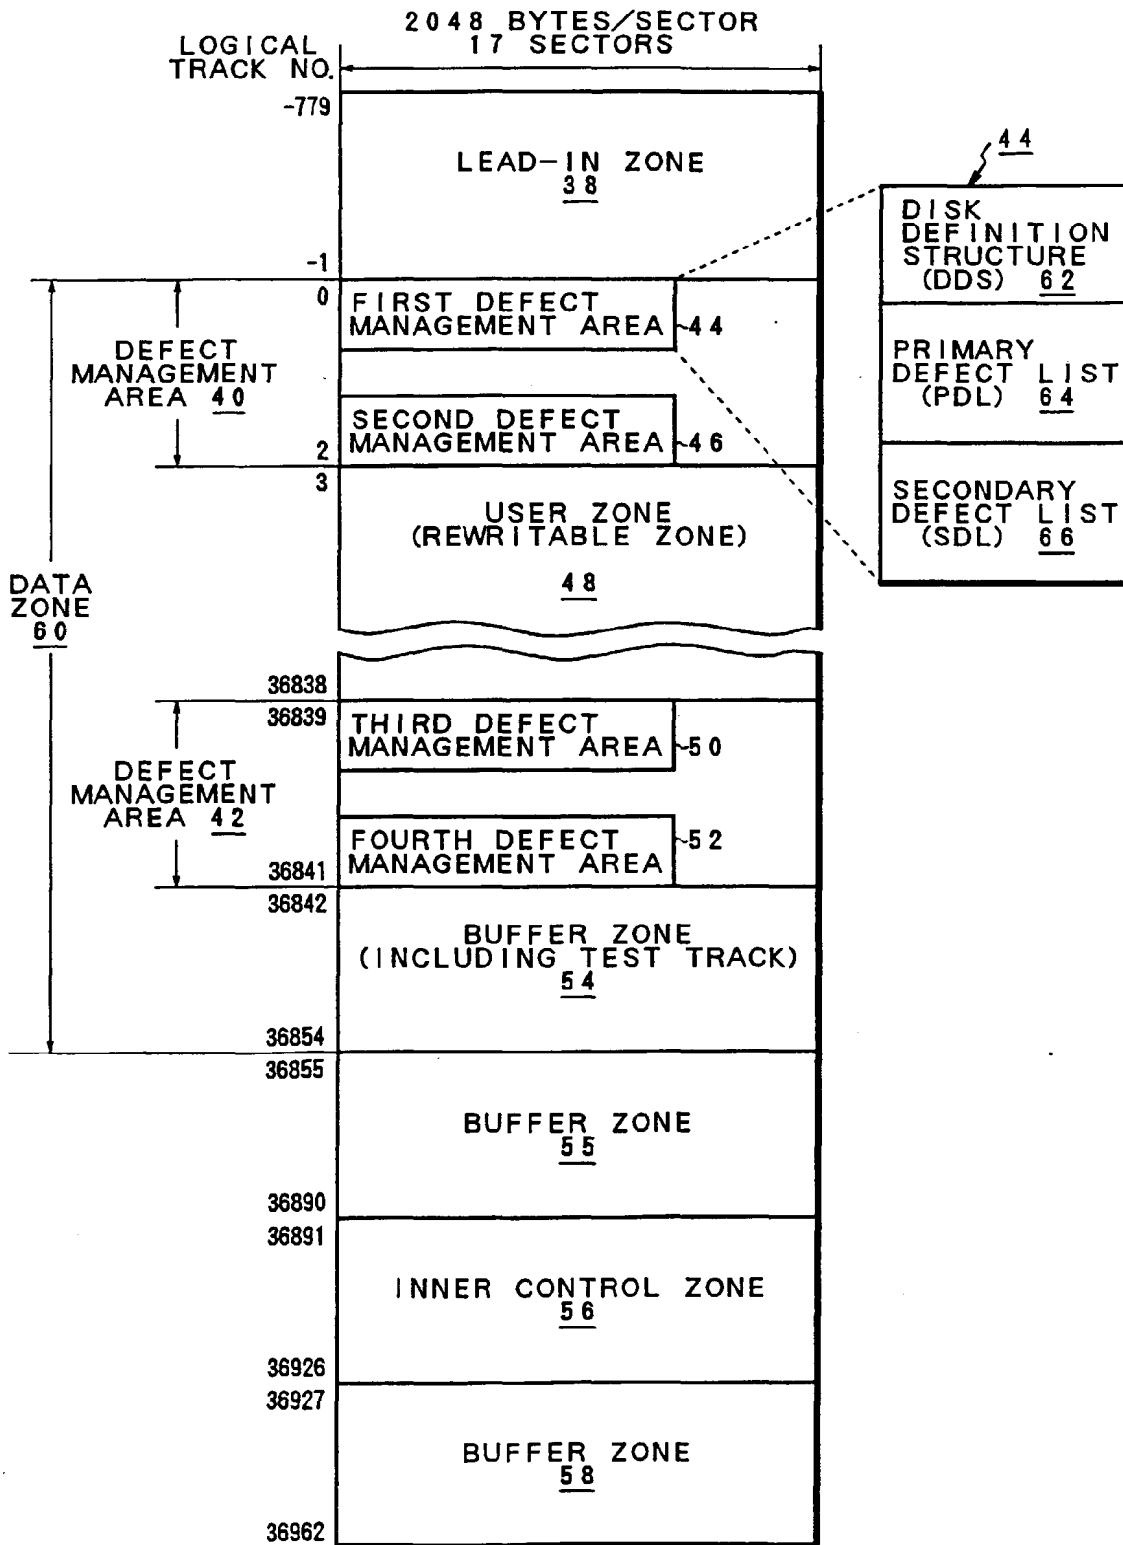 2048 BYTES/SECTOR
17 SECTORS
LOGICAL
TRACK NO.
-779
LEAD-IN ZONE
38
-1
0
FIRST DEFECT
MANAGEMENT AREA
44
DEFECT
MANAGEMENT
AREA 40
SECOND DEFECT
MANAGEMENT AREA
46
2
3
USER ZONE
(REWRITABLE ZONE)
48
44
DISK
DEFINITION
STRUCTURE
(DDS) 62
PRIMARY
DEFECT LIST
(PDL) 64
SECONDARY
DEFECT LIST
(SDL) 66
DATA
ZONE
60
36838
36839
THIRD DEFECT
MANAGEMENT AREA
50
DEFECT
MANAGEMENT
AREA 42
FOURTH DEFECT
MANAGEMENT AREA
52
36841
36842
BUFFER ZONE
(INCLUDING TEST TRACK)
54
36854
36855
BUFFER ZONE
55
36890
36891
INNER CONTROL ZONE
56
36926
36927
BUFFER ZONE
58
36962